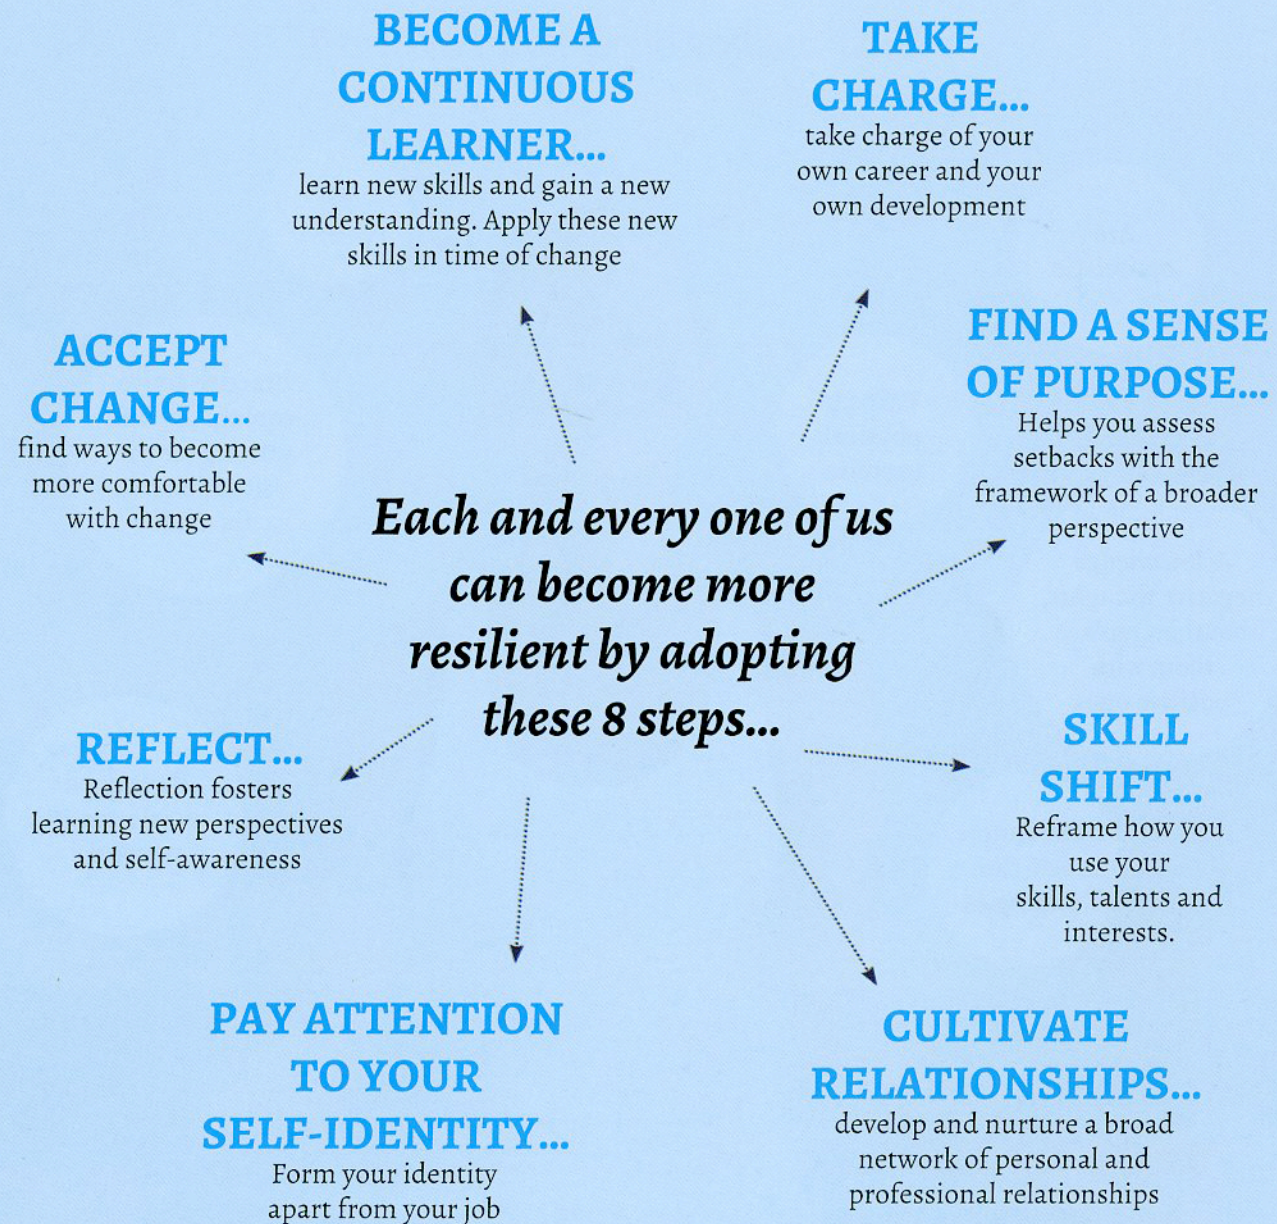 BECOME A
CONTINUOUS
LEARNER...
learn new skills and gain a new
understanding. Apply these new
skills in time of change
TAKE
CHARGE...
take charge of your
own career and your
own development
FIND A SENSE
OF PURPOSE...
Helps you assess
setbacks with the
framework of a broader
perspective
ACCEPT
CHANGE...
find ways to become
more comfortable
with change
Each and every one of us
can become more
resilient by adopting
these 8 steps...
REFLECT...
Reflection fosters
learning new perspectives
and self-awareness
SKILL
SHIFT...
Reframe how you
use your
skills, talents and
interests.
PAY ATTENTION
TO YOUR
SELF-IDENTITY...
Form your identity
apart from your job
CULTIVATE
RELATIONSHIPS...
develop and nurture a broad
network of personal and
professional relationships